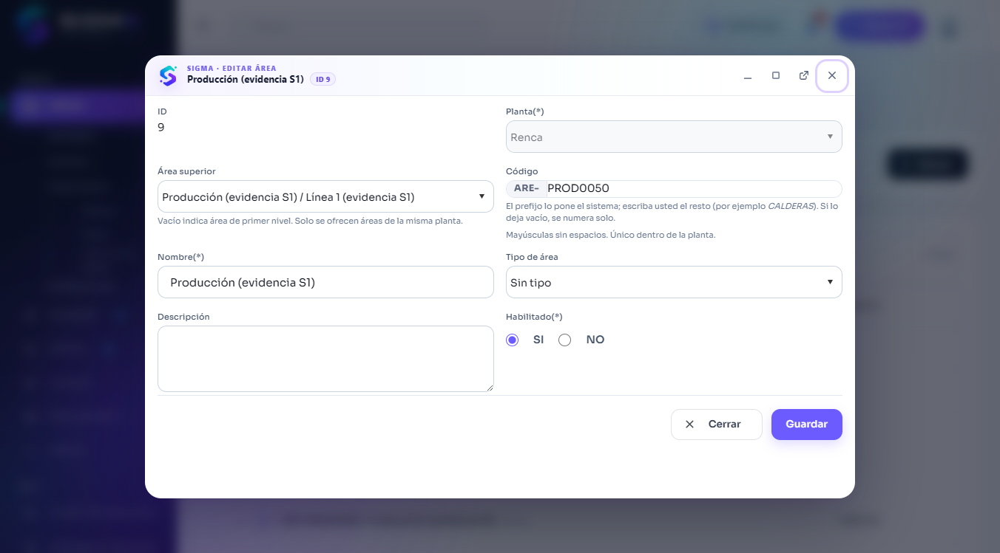 SIGMA · EDITAR ÁREA
Producción (evidencia S1) ID 9
ID
9
Planta(*)
Renca
Área superior
Producción (evidencia S1) / Línea 1 (evidencia S1)
Vacío indica área de primer nivel. Solo se ofrecen áreas de la misma planta.
Código
ARE- PROD0050
El prefijo lo pone el sistema; escriba usted el resto (por ejemplo CALDERAS). Si lo
deja vacío, se numera solo.
Mayúsculas sin espacios. Único dentro de la planta.
Nombre(*)
Producción (evidencia S1)
Tipo de área
Sin tipo
Descripción
Habilitado(*)
SI NO
Cerrar
Guardar